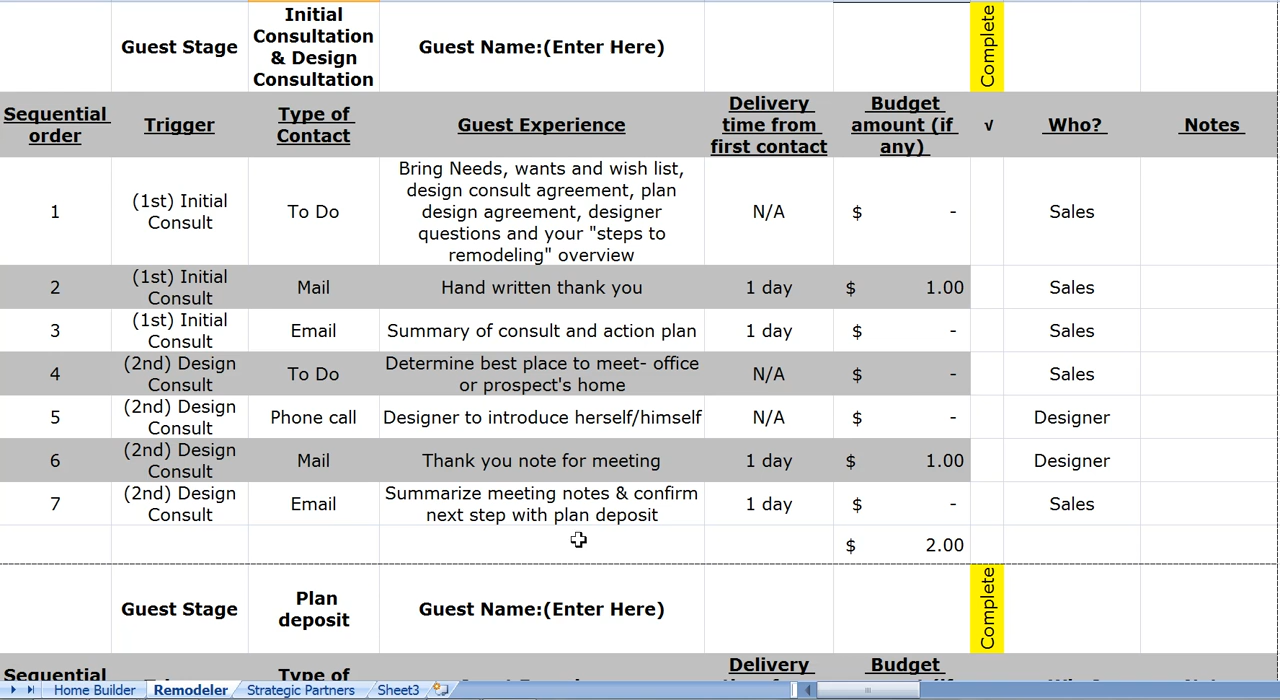 Guest Stage
Initial
Consultation
& Design
Consultation
Guest Name:(Enter Here)
Complete
Sequential
order
Trigger
Type of
Contact
Guest Experience
Delivery
time from
first contact
Budget
amount (if
any)
√
Who?
Notes
1
(1st) Initial
Consult
To Do
Bring Needs, wants and wish list,
design consult agreement, plan
design agreement, designer
questions and your "steps to
remodeling" overview
N/A
$ -
Sales
2
(1st) Initial
Consult
Mail
Hand written thank you
1 day
$ 1.00
Sales
3
(1st) Initial
Consult
Email
Summary of consult and action plan
1 day
$ -
Sales
4
(2nd) Design
Consult
To Do
Determine best place to meet- office
or prospect's home
N/A
$ -
Sales
5
(2nd) Design
Consult
Phone call
Designer to introduce herself/himself
N/A
$ -
Designer
6
(2nd) Design
Consult
Mail
Thank you note for meeting
1 day
$ 1.00
Designer
7
(2nd) Design
Consult
Email
Summarize meeting notes & confirm
next step with plan deposit
1 day
$ -
Sales
$ 2.00
Guest Stage
Plan
deposit
Guest Name:(Enter Here)
Complete
Sequential
Type of
Delivery
Budget
Home Builder
Remodeler
Strategic Partners
Sheet3